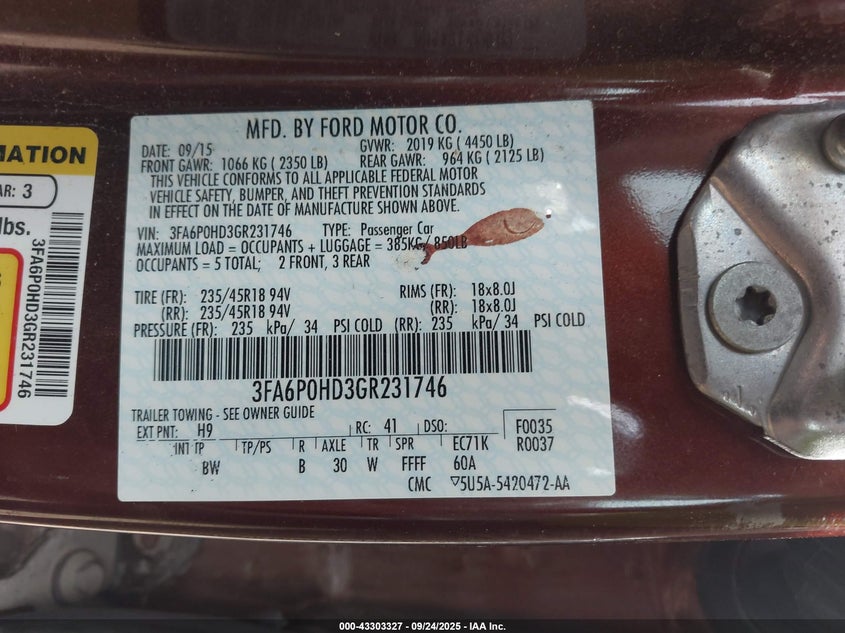 MFD. BY FORD MOTOR CO.
DATE: 09/15
GVWR: 2019 KG ( 4450 LB)
FRONT GAWR: 1066 KG ( 2350 LB)
REAR GAWR: 964 KG ( 2125 LB)
THIS VEHICLE CONFORMS TO ALL APPLICABLE FEDERAL MOTOR
VEHICLE SAFETY, BUMPER, AND THEFT PREVENTION STANDARDS
IN EFFECT ON THE DATE OF MANUFACTURE SHOWN ABOVE.
VIN: 3FA6P0HD3GR231746 TYPE: Passenger Car
MAXIMUM LOAD = OCCUPANTS + LUGGAGE = 385KG/ 850LB
OCCUPANTS = 5 TOTAL; 2 FRONT, 3 REAR
TIRE (FR): 235/45R18 94V RIMS (FR): 18x8.0J
(RR): 235/45R18 94V (RR): 18x8.0J
PRESSURE (FR): 235 kPa/ 34 PSI COLD (RR): 235 kPa/ 34 PSI COLD
3FA6P0HD3GR231746
TRAILER TOWING - SEE OWNER GUIDE
EXT PNT: H9 RC: 41 DSO: F0035
INT TP TP/PS R AXLE TR SPR EC71K R0037
BW B 30 W FFFF 60A
CMC ▽5U5A-5420472-AA
MATION
AR: 3
lbs.
S
3FA6P0HD3GR231746
000-43303327 - 09/24/2025 - IAA Inc.